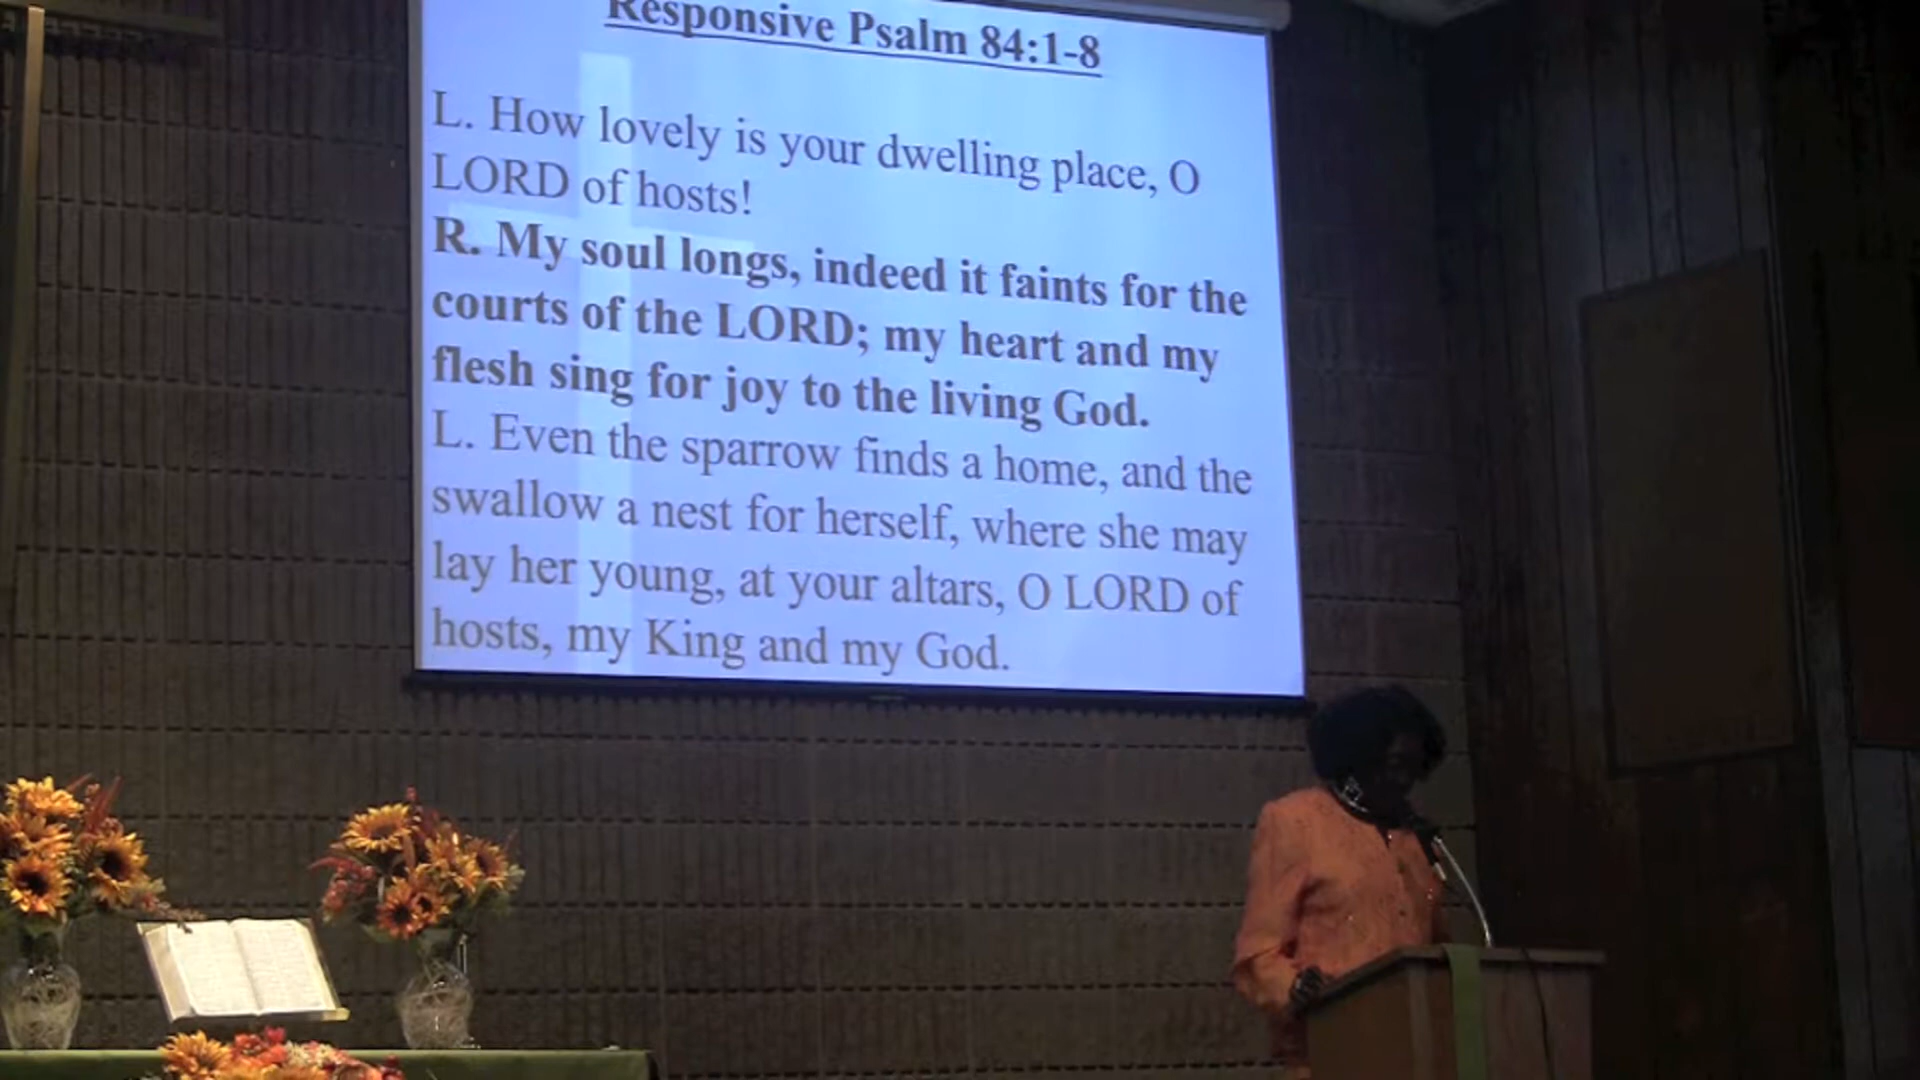 Responsive Psalm 84:1-8
L. How lovely is your dwelling place, O
LORD of hosts!
R. My soul longs, indeed it faints for the
courts of the LORD; my heart and my
flesh sing for joy to the living God.
L. Even the sparrow finds a home, and the
swallow a nest for herself, where she may
lay her young, at your altars, O LORD of
hosts, my King and my God.